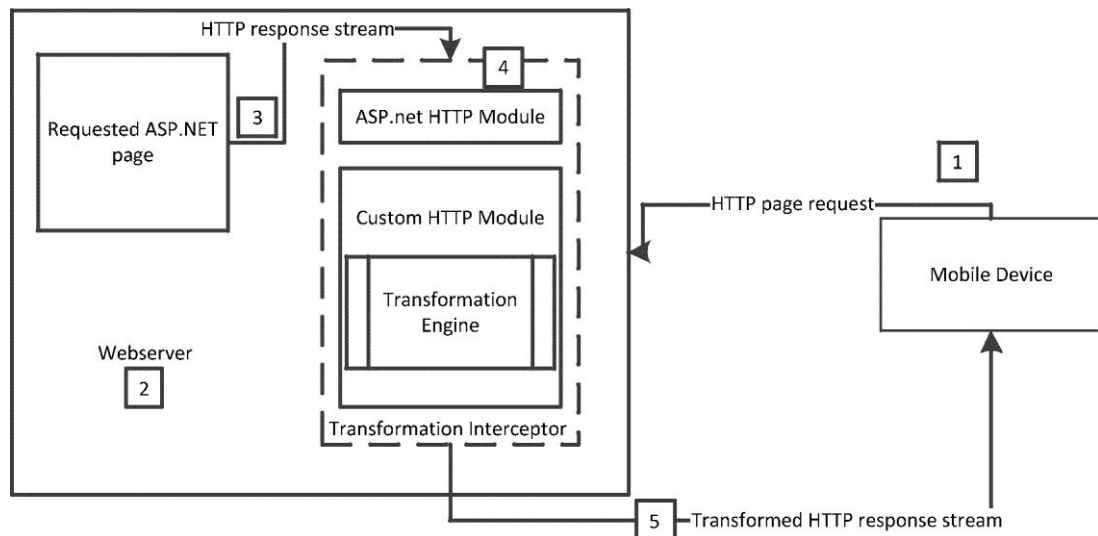 HTTP response stream
4
ASP.net HTTP Module
3
Requested ASP.NET
page
1
HTTP page request
Custom HTTP Module
Mobile Device
Transformation
Engine
Webserver
2
Transformation Interceptor
5
Transformed HTTP response stream